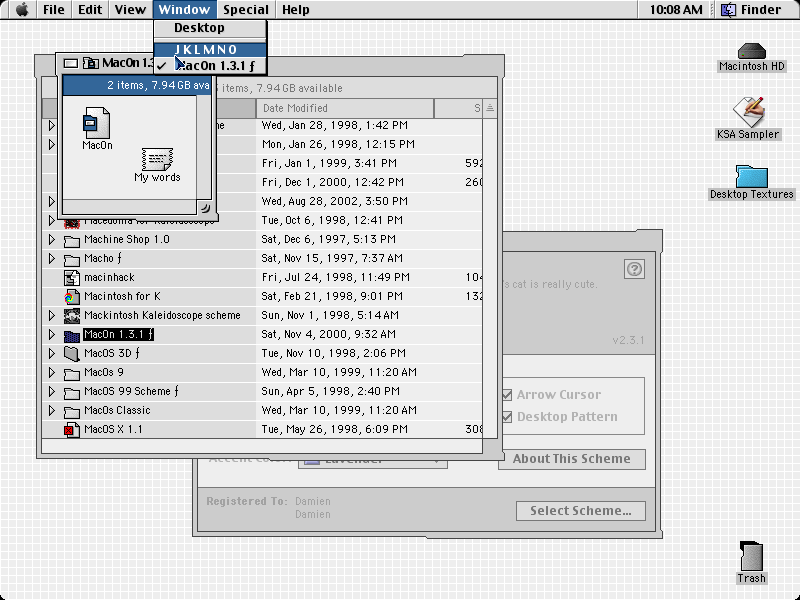 File Edit View Window Special Help 10:08 AM Finder
Desktop
J K L M N O
✓ MacOn 1.3.1 ƒ
MacOn 1.3
2 items, 7.94 GB ava
MacOn
My words
items, 7.94 GB available
Date Modified S
Wed, Jan 28, 1998, 1:42 PM
Mon, Jan 26, 1998, 12:15 PM
Fri, Jan 1, 1999, 3:41 PM 592
Fri, Dec 1, 2000, 12:42 PM 260
Wed, Aug 28, 2002, 3:50 PM
Macedonia for Kaleidoscope Tue, Oct 6, 1998, 12:41 PM
Machine Shop 1.0 Sat, Dec 6, 1997, 5:13 PM
Macho ƒ Sat, Nov 15, 1997, 7:37 AM
macinhack Fri, Jul 24, 1998, 11:49 PM 104
Macintosh for K Sat, Feb 21, 1998, 9:01 PM 132
Mackintosh Kaleidoscope scheme Sun, Nov 1, 1998, 5:14 AM
MacOn 1.3.1 ƒ Sat, Nov 4, 2000, 9:32 AM
MacOS 3D ƒ Tue, Nov 10, 1998, 2:06 PM
MacOs 9 Wed, Mar 10, 1999, 11:20 AM
MacOS 99 Scheme ƒ Sun, Apr 5, 1998, 2:40 PM
MacOs Classic Wed, Mar 10, 1999, 11:20 AM
MacOS X 1.1 Tue, May 26, 1998, 6:09 PM 308
's cat is really cute.
v2.3.1
Arrow Cursor
Desktop Pattern
Accent Color: Lavender
About This Scheme
Registered To: Damien
Damien
Select Scheme...
Macintosh HD
KSA Sampler
Desktop Textures
Trash